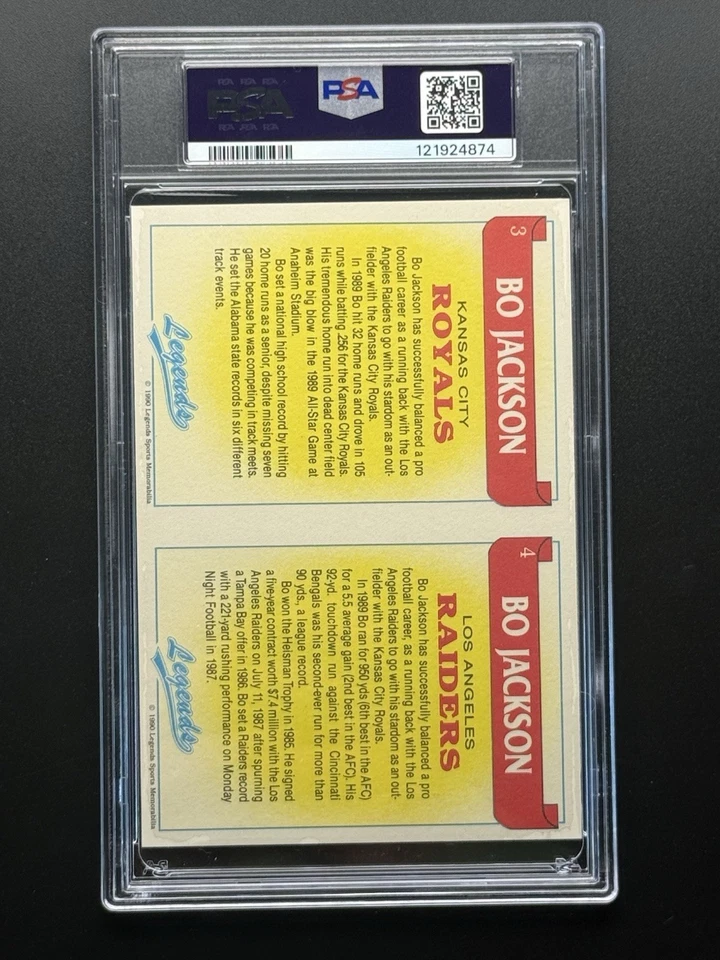 PSA
PSA
121924874
3
BO JACKSON
KANSAS CITY
ROYALS
Bo Jackson has successfully balanced a pro
football career as a running back with the Los
Angeles Raiders to go with his stardom as an out-
fielder with the Kansas City Royals.
In 1989 Bo hit 32 home runs and drove in 105
runs while batting .256 for the Kansas City Royals.
His tremendous home run into dead center field
was the big blow in the 1989 All-Star Game at
Anaheim Stadium.
Bo set a national high school record by hitting
20 home runs as a senior, despite missing seven
games because he was competing in track meets.
He set the Alabama state records in six different
track events.
Legends
© 1990 Legends Sports Memorabilia
4
BO JACKSON
LOS ANGELES
RAIDERS
Bo Jackson has successfully balanced a pro
football career, as a running back with the Los
Angeles Raiders to go with his stardom as an out-
fielder with the Kansas City Royals.
In 1989 Bo ran for 950 yds (6th best in the AFC)
for a 5.5 average gain (2nd best in the AFC). His
92-yd. touchdown run against the Cincinnati
Bengals was his second-ever run for more than
90 yds., a league record.
Bo won the Heisman Trophy in 1985. He signed
a five-year contract worth $7.4 million with the Los
Angeles Raiders on July 11, 1987 after spurning
a Tampa Bay offer in 1986. Bo set a Raiders record
with a 221-yard rushing performance on Monday
Night Football in 1987.
Legends
© 1990 Legends Sports Memorabilia